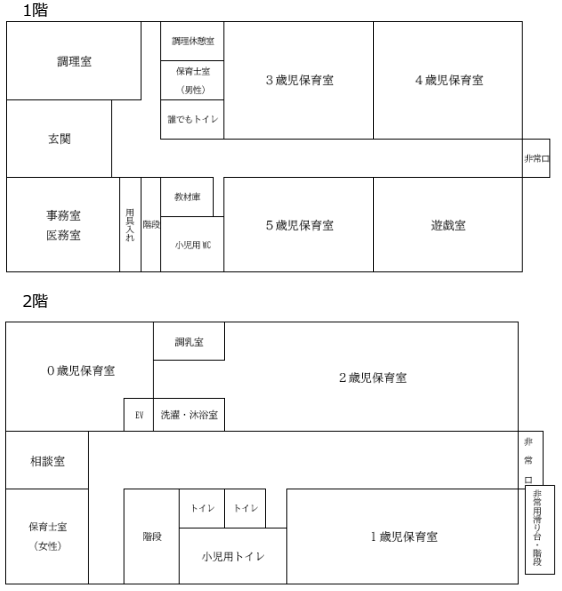 1階
調理室
調理休憩室
保育士室
（男性）
誰でもトイレ
３歳児保育室
４歳児保育室
玄関
非常口
事務室
医務室
用具入れ
階段
教材庫
小児用 WC
５歳児保育室
遊戯室
2階
０歳児保育室
調乳室
２歳児保育室
EV
洗濯・沐浴室
相談室
非常口
保育士室
（女性）
階段
トイレ
トイレ
小児用トイレ
１歳児保育室
非常用滑り台・階段